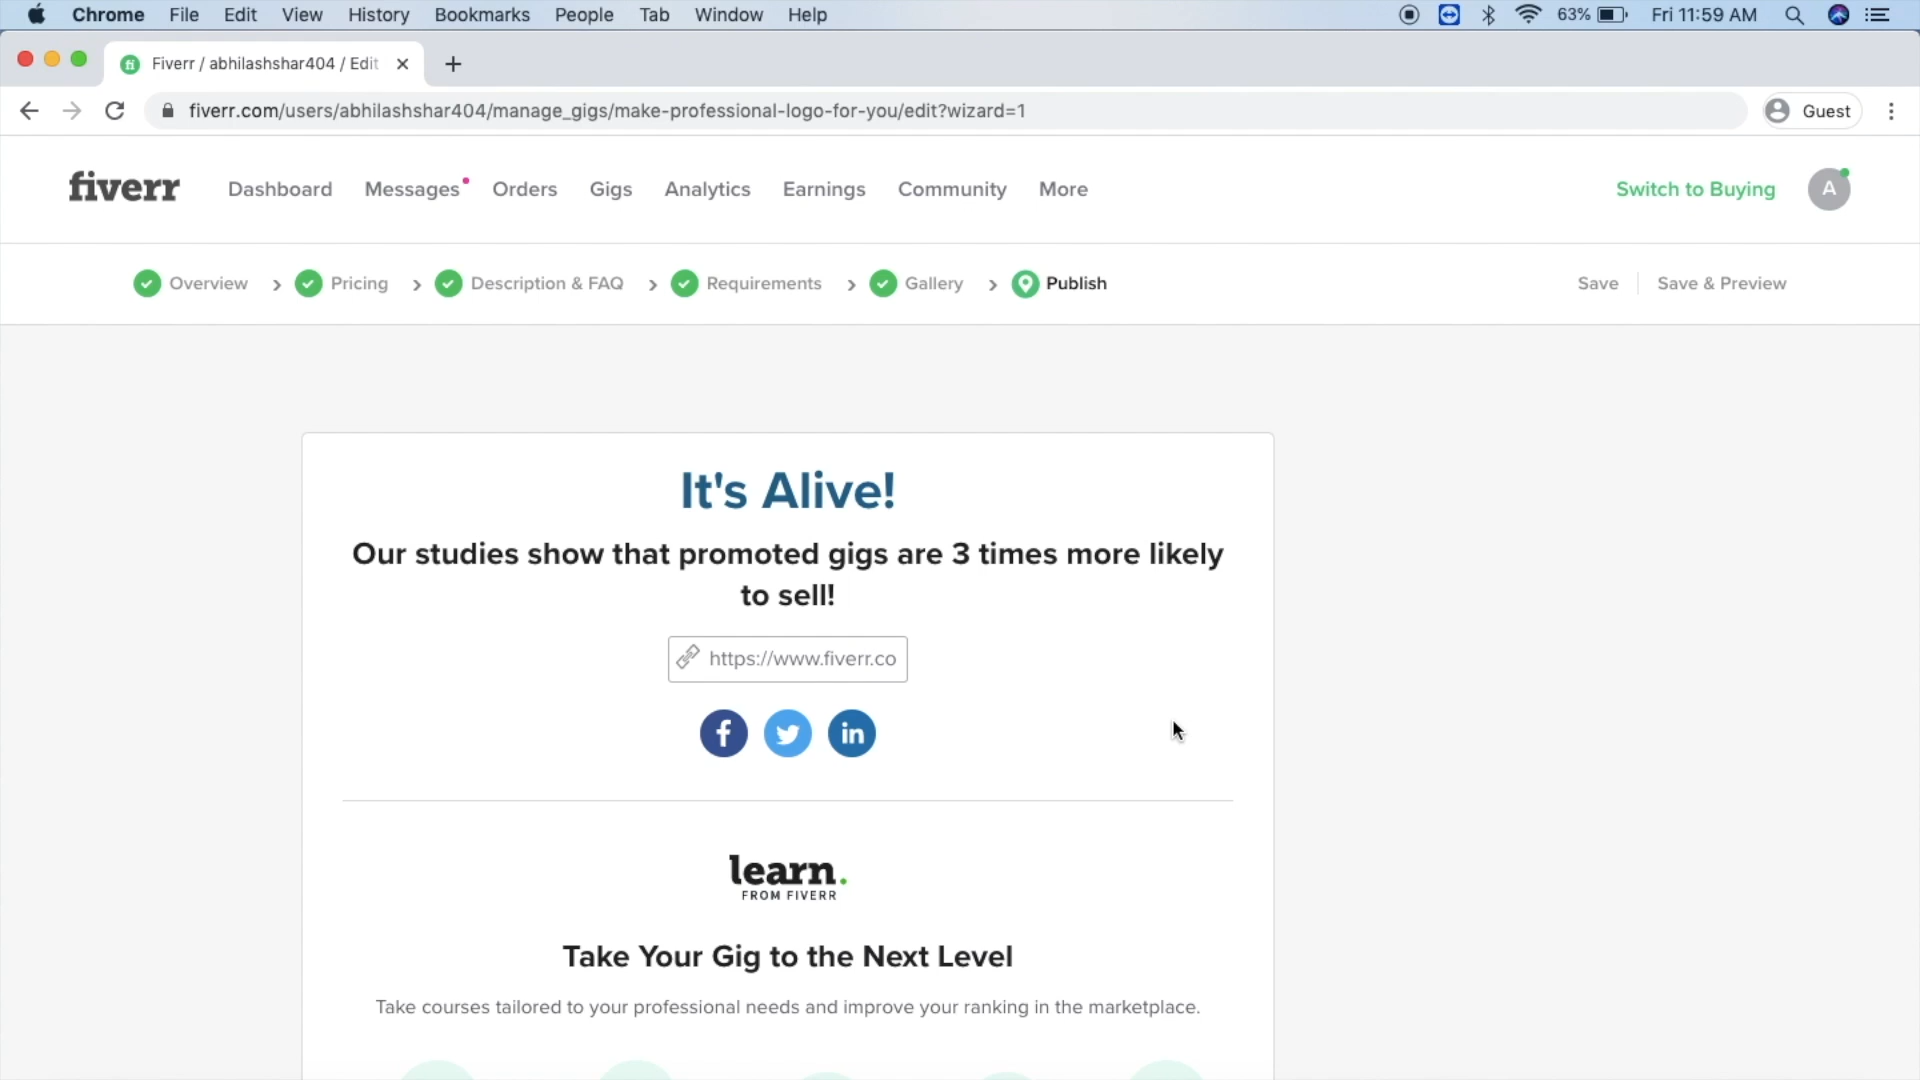 Chrome File Edit View History Bookmarks People Tab Window Help 63% Fri 11:59 AM
Fiverr / abhilashshar404 / Edit
fiverr.com/users/abhilashshar404/manage_gigs/make-professional-logo-for-you/edit?wizard=1 Guest
fiverr Dashboard Messages Orders Gigs Analytics Earnings Community More Switch to Buying A
Overview Pricing Description & FAQ Requirements Gallery Publish Save Save & Preview
It's Alive!
Our studies show that promoted gigs are 3 times more likely
to sell!
https://www.fiverr.co
learn.
FROM FIVERR
Take Your Gig to the Next Level
Take courses tailored to your professional needs and improve your ranking in the marketplace.